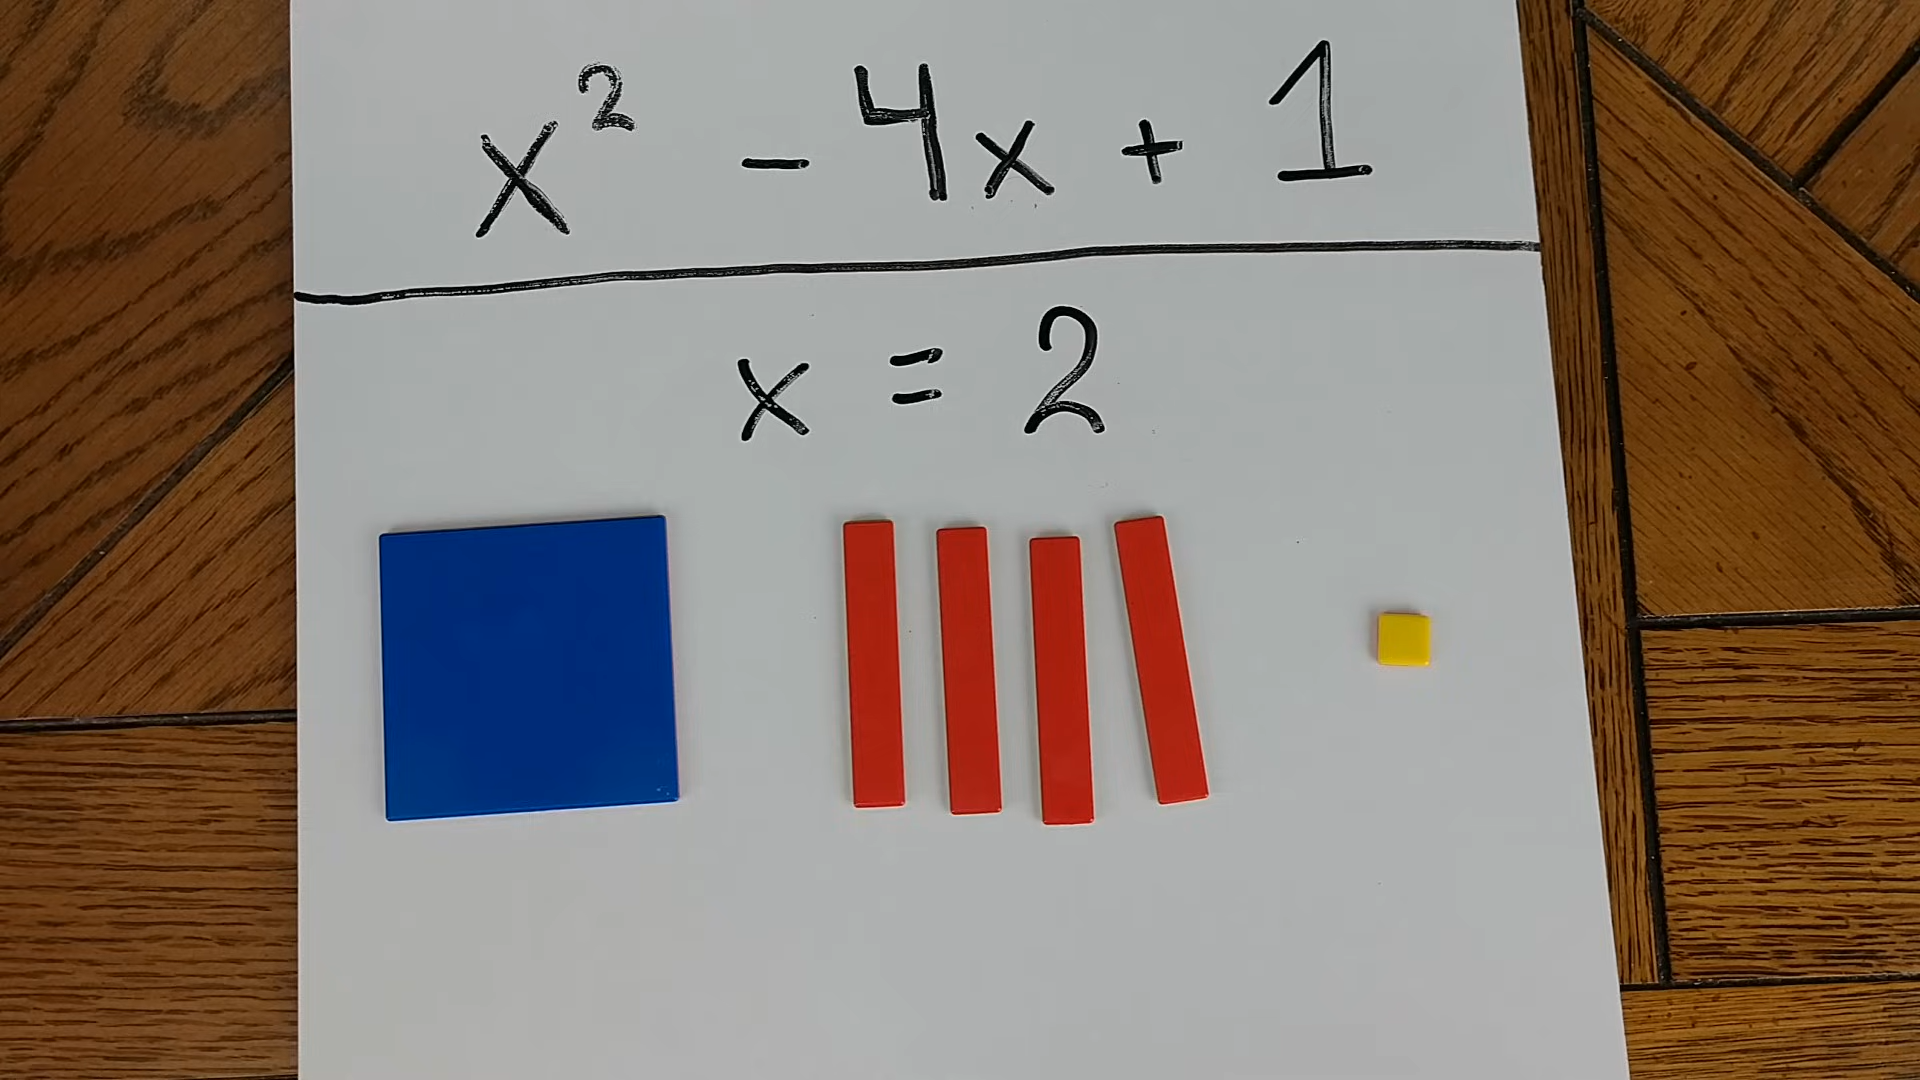 x² - 4x + 1
x = 2